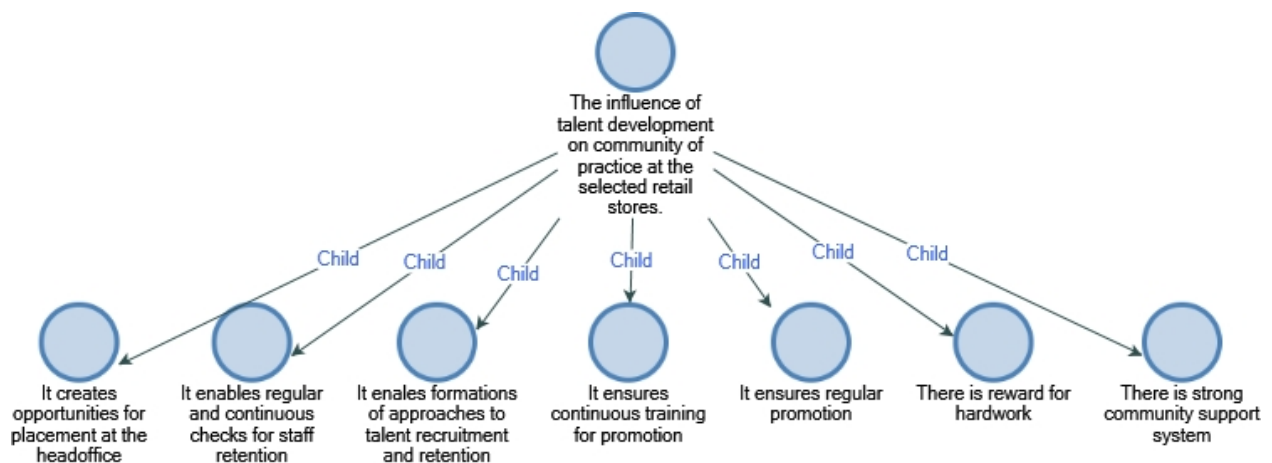 The influence of
talent development
on community of
practice at the
selected retail
stores.
Child
Child
Child
Child
Child
Child
Child
It creates
opportunities for
placement at the
headoffice
It enables regular
and continuous
checks for staff
retention
It enales formations
of approaches to
talent recruitment
and retention
It ensures
continuous training
for promotion
It ensures regular
promotion
There is reward for
hardwork
There is strong
community support
system